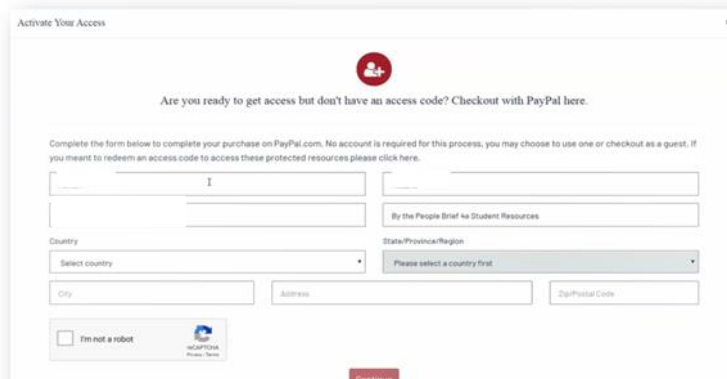 Activate Your Access
Are you ready to get access but don't have an access code? Checkout with PayPal here.
Complete the form below to complete your purchase on PayPal.com. No account is required for this process, you may choose to use one or checkout as a guest. If
you meant to redeem an access code to access these protected resources please click here.
By the People Brief 4e Student Resources
Country
State/Province/Region
Select country
Please select a country first
City
Address
Zip/Postal Code
I'm not a robot
reCAPTCHA
Privacy - Terms
Continue